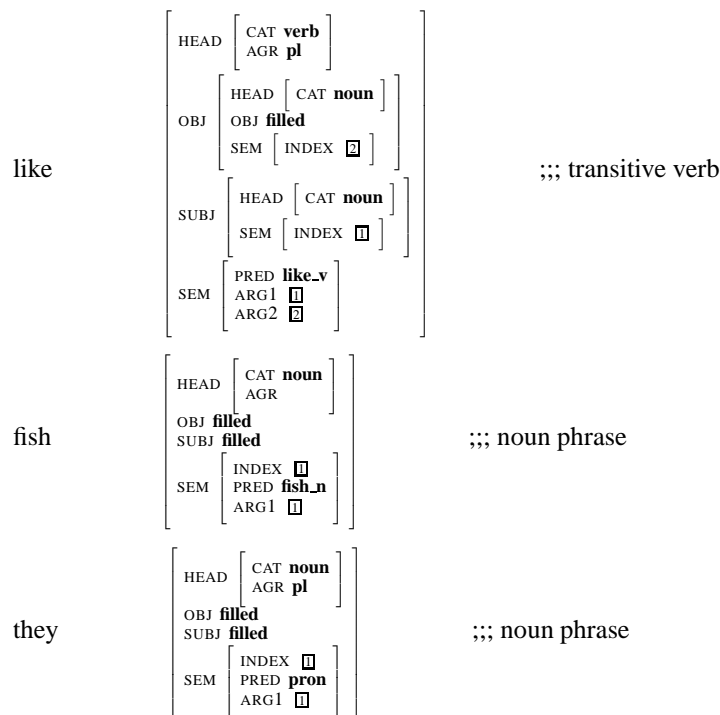 HEAD CAT verb
AGR pl
HEAD CAT noun
OBJ OBJ filled
SEM INDEX 2
like ;;; transitive verb
HEAD CAT noun
SUBJ
SEM INDEX 1
PRED like_v
SEM ARG1 1
ARG2 2
HEAD CAT noun
AGR
OBJ filled
fish SUBJ filled ;;; noun phrase
INDEX 1
SEM PRED fish_n
ARG1 1
HEAD CAT noun
AGR pl
OBJ filled
they SUBJ filled ;;; noun phrase
INDEX 1
SEM PRED pron
ARG1 1